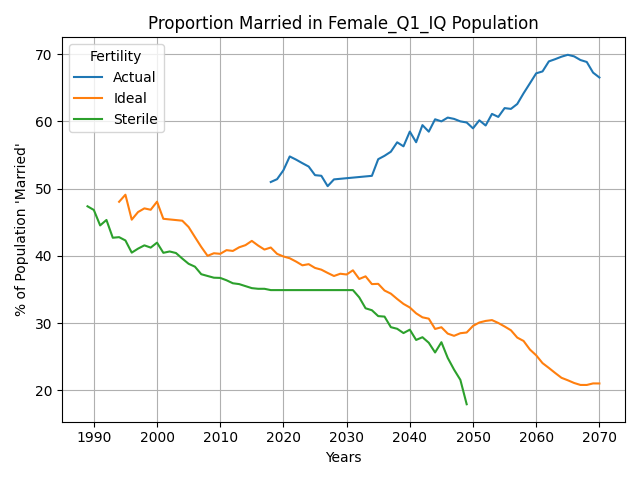 Proportion Married in Female_Q1_IQ Population
Fertility
Actual
Ideal
Sterile
% of Population 'Married'
70
60
50
40
30
20
1990
2000
2010
2020
2030
2040
2050
2060
2070
Years